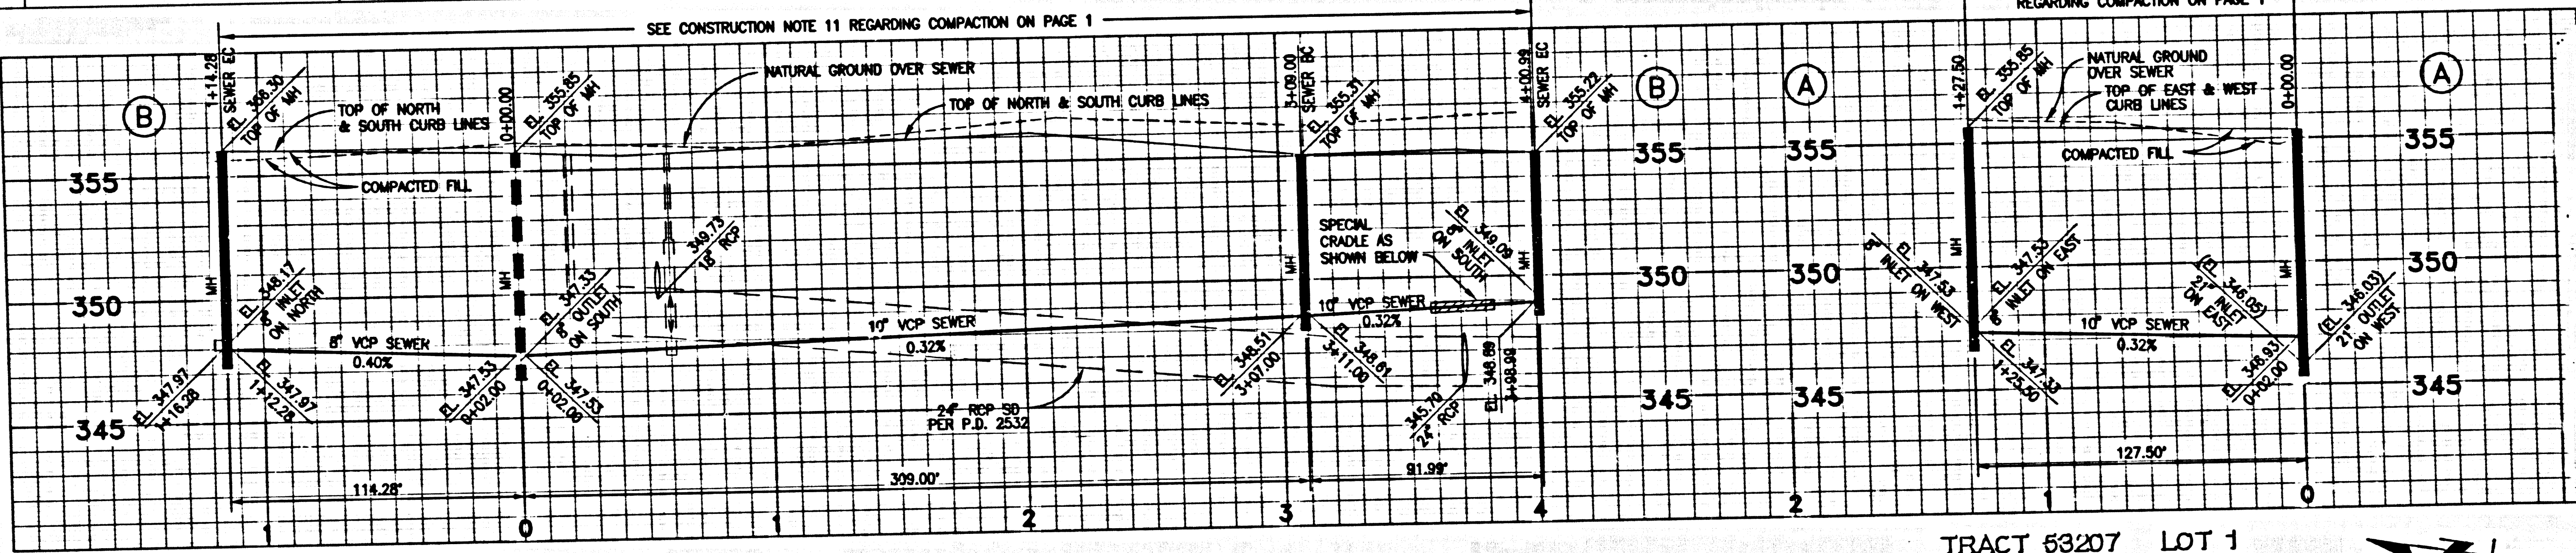 SEE CONSTRUCTION NOTE 11 REGARDING COMPACTION ON PAGE 1
REGARDING COMPACTION ON PAGE 1
B
1+14.28
SEWER EC
TOP OF MH
TOP OF NORTH
& SOUTH CURB LINES
COMPACTED FILL
0+00.00
EL 355.85
TOP OF MH
NATURAL GROUND OVER SEWER
TOP OF NORTH & SOUTH CURB LINES
3+09.00
SEWER BC
EL 355.31
TOP OF MH
4+00.99
SEWER EC
EL 355.22
TOP OF MH
B
A
1+27.50
EL 355.85
TOP OF MH
NATURAL GROUND
OVER SEWER
TOP OF EAST & WEST
CURB LINES
COMPACTED FILL
0+00.00
A
355
355
355
355
350
350
350
350
345
345
345
345
MH
EL 348.17
8" INLET
ON NORTH
8" VCP SEWER
0.40%
EL 347.97
1+16.28
EL 347.97
1+12.28
MH
EL 347.33
8" OUTLET
ON SOUTH
EL 347.53
0+02.00
EL 347.53
0+02.00
349.73
18" RCP
10" VCP SEWER
0.32%
24" RCP SD
PER P.D. 2532
MH
EL 348.51
3+07.00
EL 348.61
3+11.00
SPECIAL
CRADLE AS
SHOWN BELOW
10" VCP SEWER
0.32%
EL 349.09
INLET
ON SOUTH
MH
345.70
24" RCP
EL 348.89
3+98.99
EL 347.53
8" INLET ON WEST
MH
EL 347.53
8" INLET ON EAST
EL 347.33
1+25.50
10" VCP SEWER
0.32%
(EL 346.05)
21" INLET
ON EAST
MH
EL 346.93
0+02.00
(EL 346.03)
21" OUTLET
ON WEST
114.28'
309.00'
91.99'
127.50'
1
0
1
2
3
4
2
1
0
TRACT 53207 LOT 1